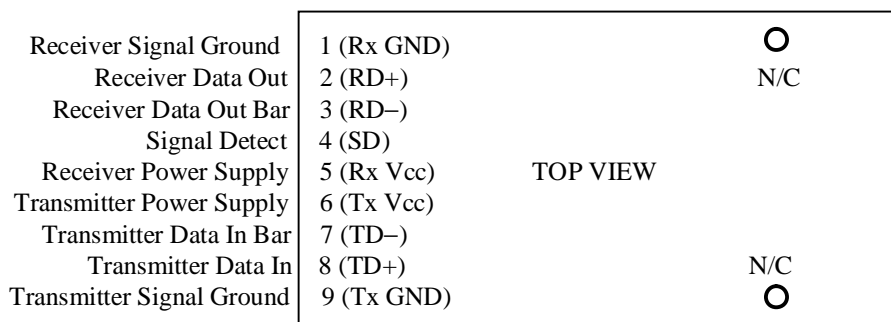 Receiver Signal Ground 1 (Rx GND)
Receiver Data Out 2 (RD+) N/C
Receiver Data Out Bar 3 (RD−)
Signal Detect 4 (SD)
Receiver Power Supply 5 (Rx Vcc) TOP VIEW
Transmitter Power Supply 6 (Tx Vcc)
Transmitter Data In Bar 7 (TD−)
Transmitter Data In 8 (TD+) N/C
Transmitter Signal Ground 9 (Tx GND)